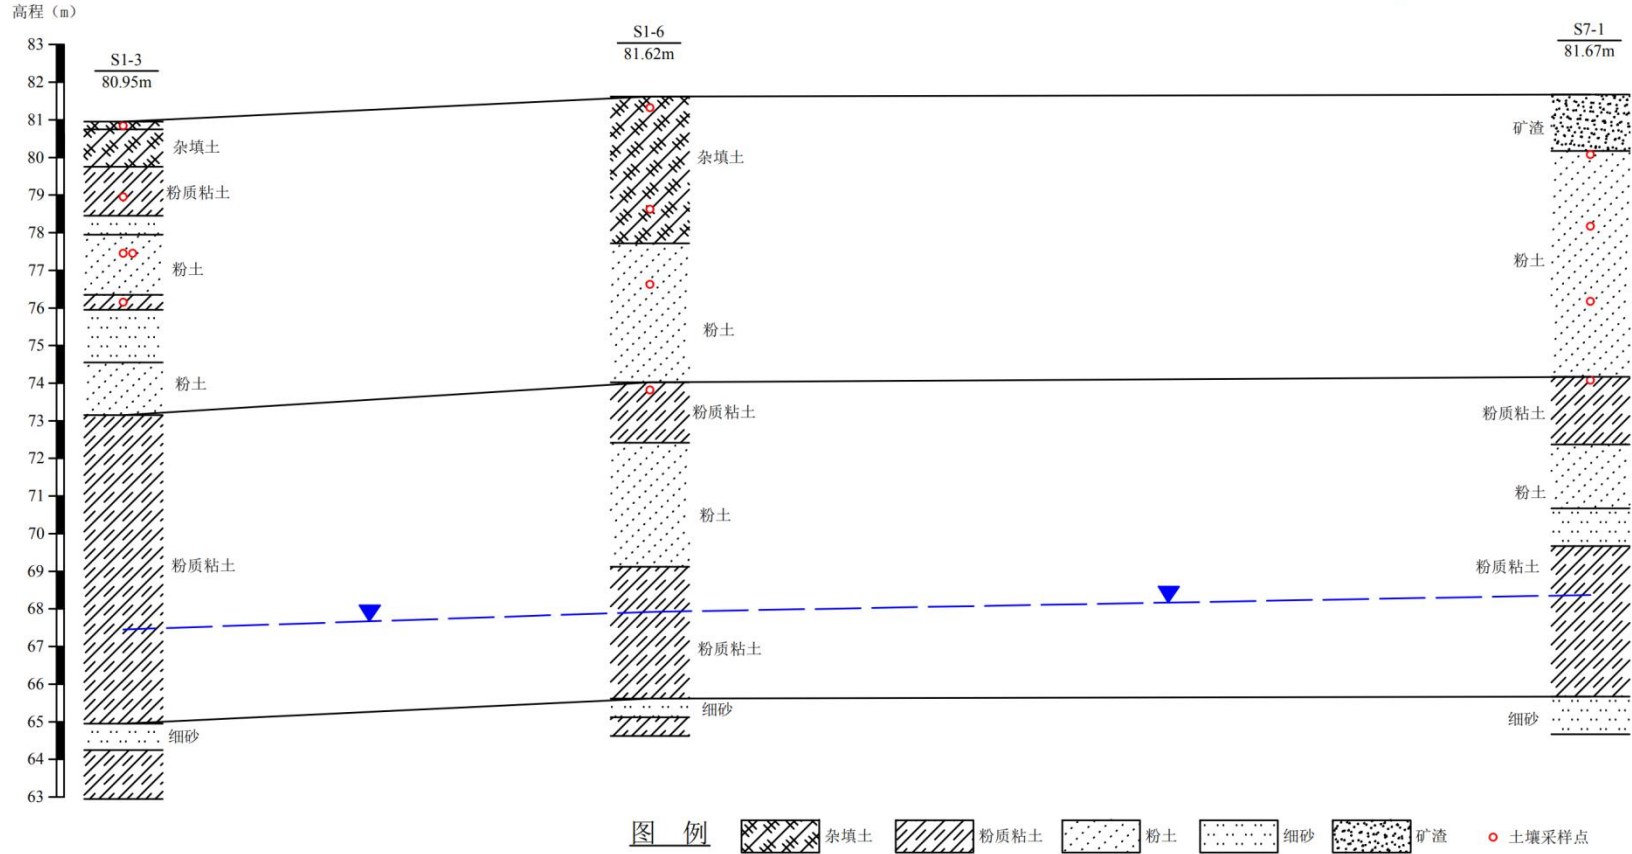 高程（m）
S1-3
80.95m
S1-6
81.62m
S7-1
81.67m
83
82
81
80
79
78
77
76
75
74
73
72
71
70
69
68
67
66
65
64
63
杂填土
粉质粘土
粉土
粉土
粉质粘土
细砂
杂填土
粉土
粉质粘土
粉土
粉质粘土
细砂
矿渣
粉土
粉质粘土
粉土
粉质粘土
细砂
图 例
杂填土
粉质粘土
粉土
细砂
矿渣
土壤采样点